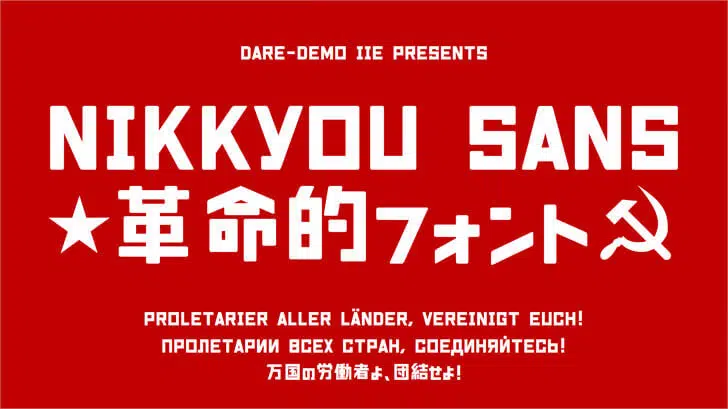 DARE-DEMO IIE PRESENTS
NIKKYOU SANS
★革命的フォント☭
PROLETARIER ALLER LÄNDER, VEREINIGT EUCH!
ПРОЛЕТАРИИ ВСЕХ СТРАН, СОЕДИНЯЙТЕСЬ!
万国の労働者よ、団結せよ!